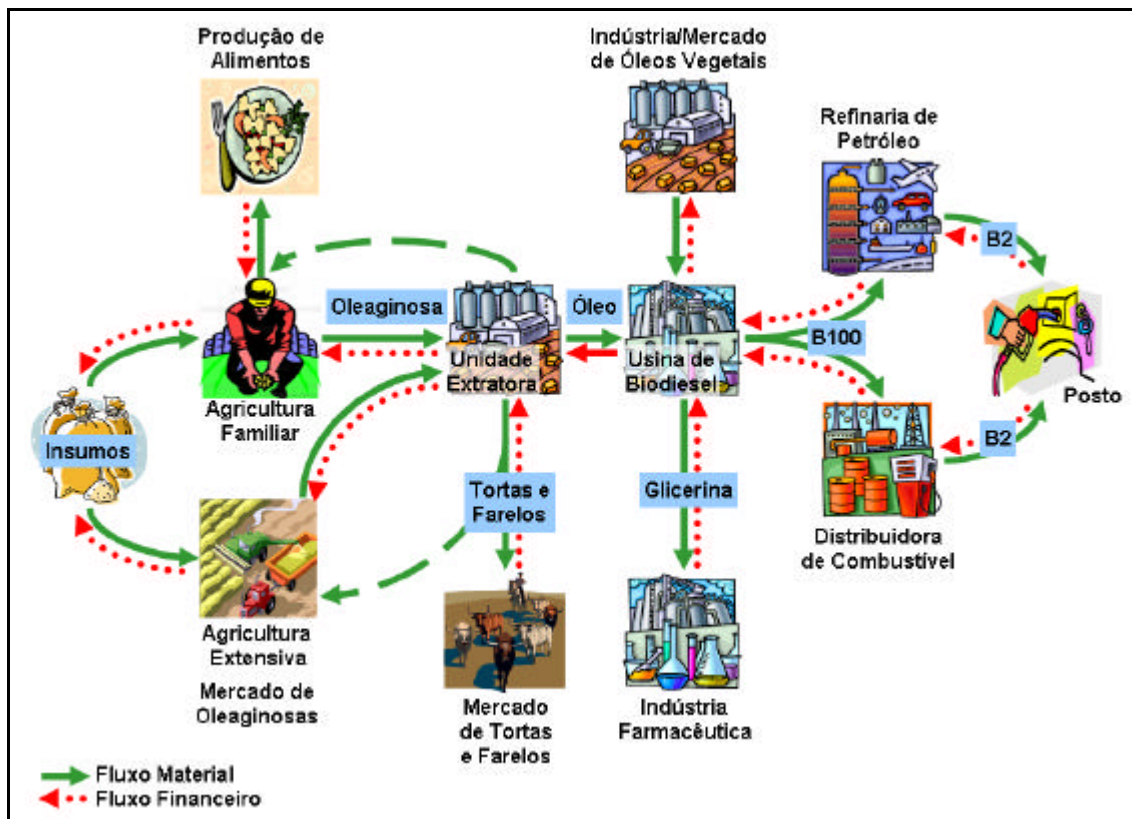 Produção de
Alimentos
Indústria/Mercado
de Óleos Vegetais
Refinaria de
Petróleo
B2
Oleaginosa
Óleo
B100
Unidade
Extratora
Usina de
Biodiesel
Posto
Agricultura
Familiar
Insumos
B2
Tortas e
Farelos
Glicerina
Distribuidora
de Combustível
Agricultura
Extensiva
Mercado de
Oleaginosas
Mercado
de Tortas
e Farelos
Indústria
Farmacêutica
Fluxo Material
Fluxo Financeiro